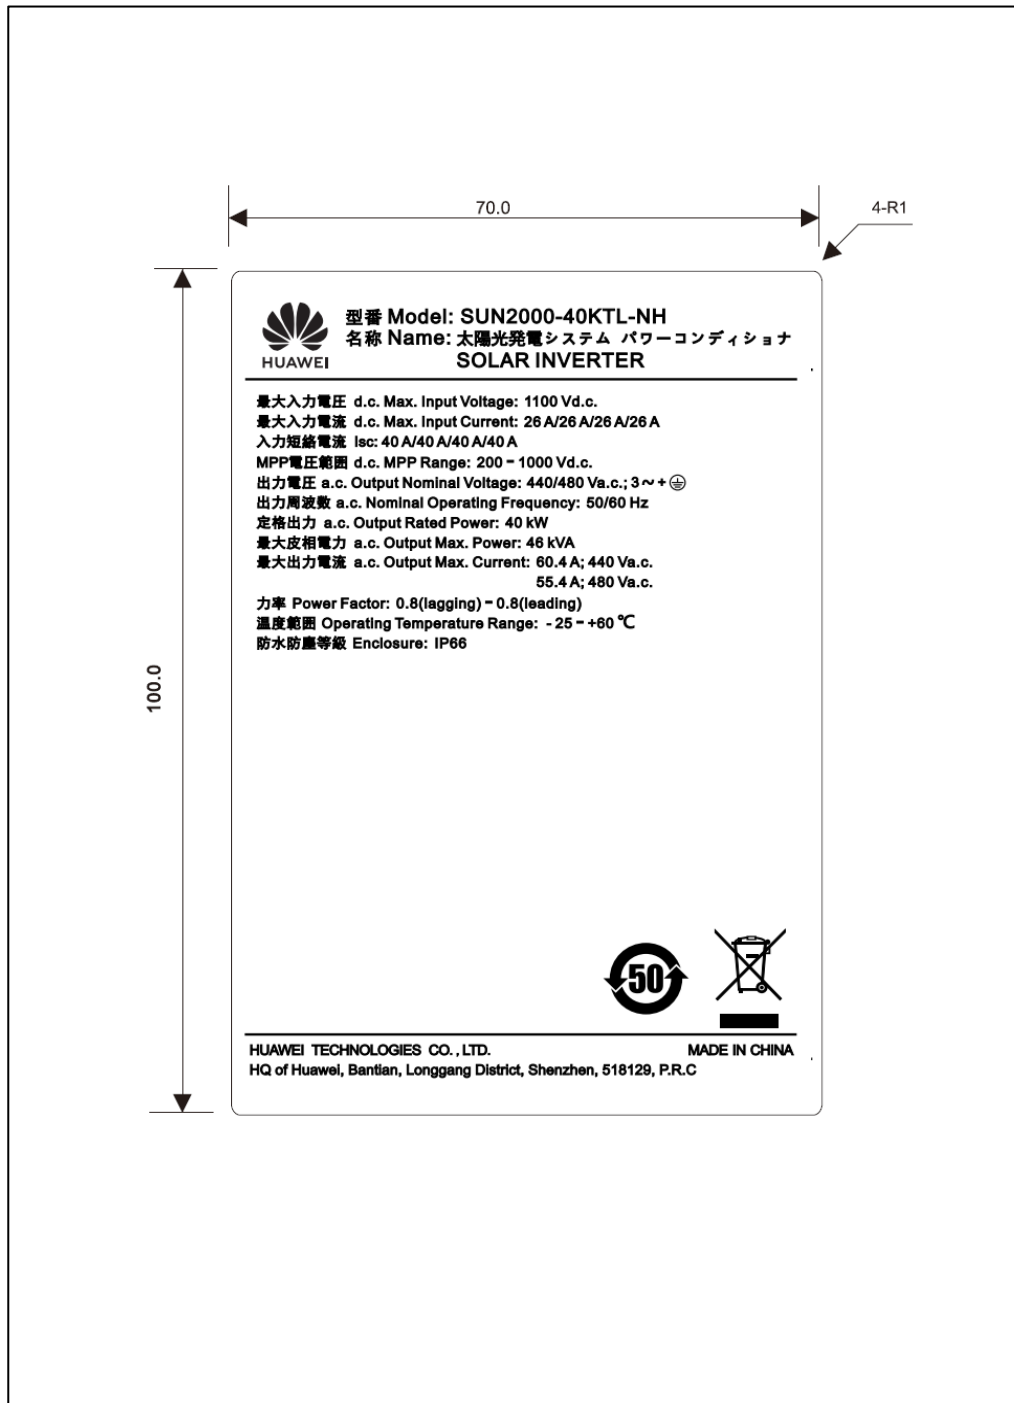 70.0
4-R1
100.0
HUAWEI
型番 Model: SUN2000-40KTL-NH
名称 Name: 太陽光発電システム パワーコンディショナ
SOLAR INVERTER
最大入力電圧 d.c. Max. Input Voltage: 1100 Vd.c.
最大入力電流 d.c. Max. Input Current: 26 A/26 A/26 A/26 A
入力短絡電流 Isc: 40 A/40 A/40 A/40 A
MPP電圧範囲 d.c. MPP Range: 200 - 1000 Vd.c.
出力電圧 a.c. Output Nominal Voltage: 440/480 Va.c.; 3~ +
出力周波数 a.c. Nominal Operating Frequency: 50/60 Hz
定格出力 a.c. Output Rated Power: 40 kW
最大皮相電力 a.c. Output Max. Power: 46 kVA
最大出力電流 a.c. Output Max. Current: 60.4 A; 440 Va.c.
55.4 A; 480 Va.c.
力率 Power Factor: 0.8(lagging) - 0.8(leading)
温度範囲 Operating Temperature Range: - 25 - +60 ℃
防水防塵等級 Enclosure: IP66
50
HUAWEI TECHNOLOGIES CO., LTD. MADE IN CHINA
HQ of Huawei, Bantian, Longgang District, Shenzhen, 518129, P.R.C